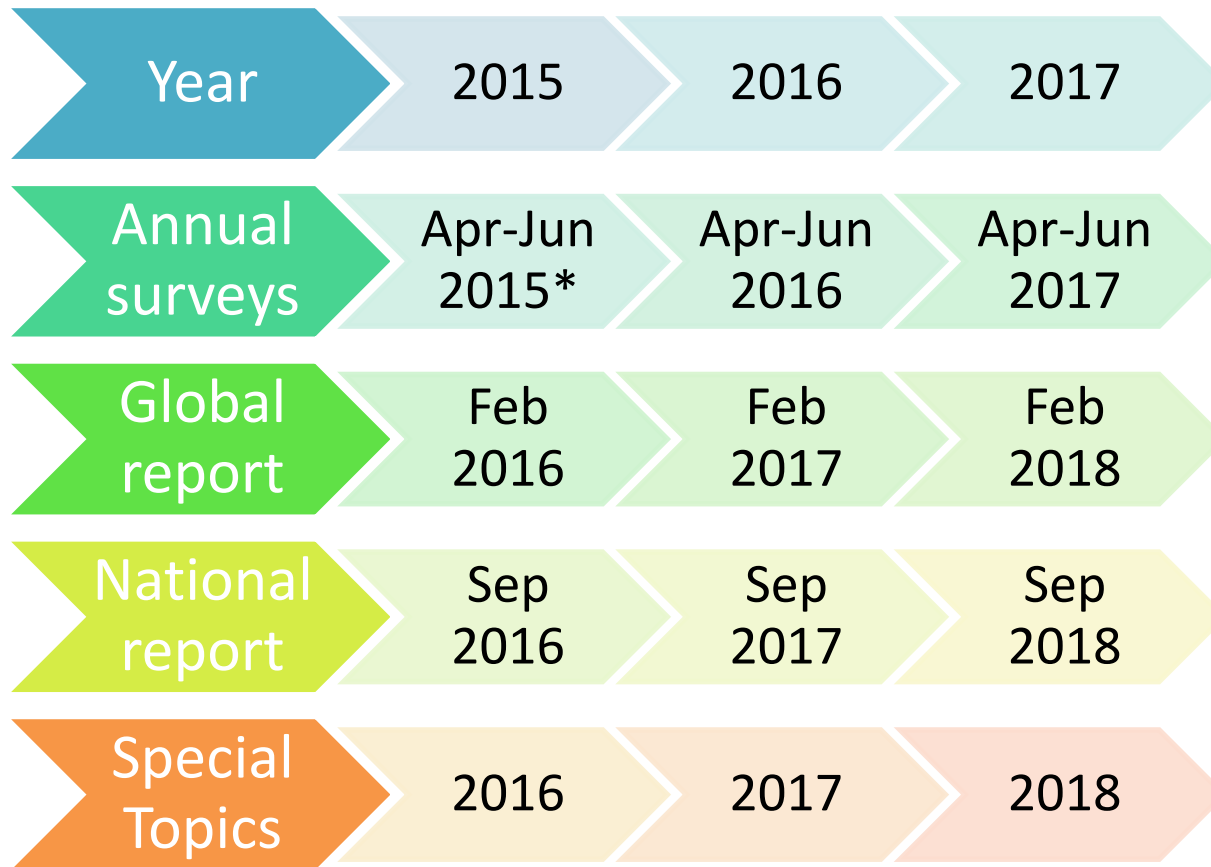 Year
2015
2016
2017
Annual
surveys
Apr-Jun
2015*
Apr-Jun
2016
Apr-Jun
2017
Global
report
Feb
2016
Feb
2017
Feb
2018
National
report
Sep
2016
Sep
2017
Sep
2018
Special
Topics
2016
2017
2018